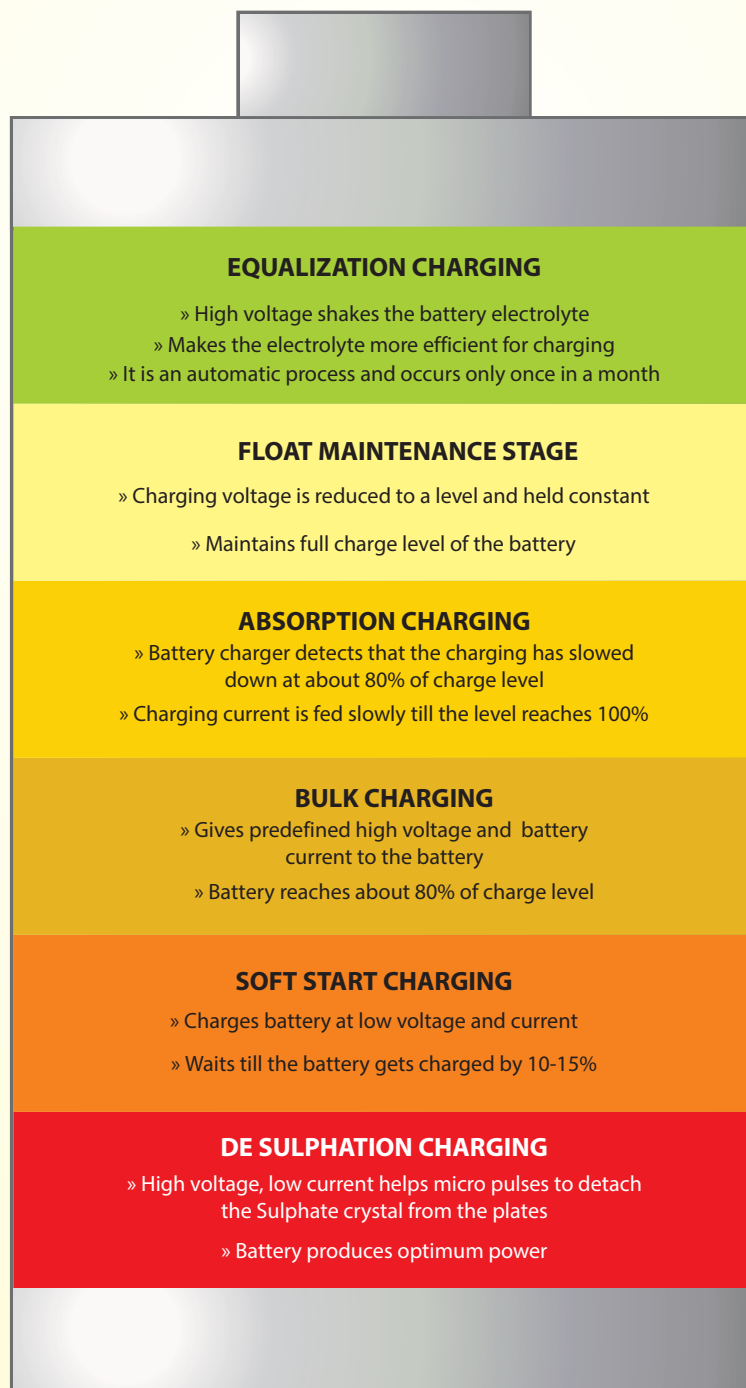 EQUALIZATION CHARGING
» High voltage shakes the battery electrolyte
» Makes the electrolyte more efficient for charging
» It is an automatic process and occurs only once in a month
FLOAT MAINTENANCE STAGE
» Charging voltage is reduced to a level and held constant
» Maintains full charge level of the battery
ABSORPTION CHARGING
» Battery charger detects that the charging has slowed
down at about 80% of charge level
» Charging current is fed slowly till the level reaches 100%
BULK CHARGING
» Gives predefined high voltage and battery
current to the battery
» Battery reaches about 80% of charge level
SOFT START CHARGING
» Charges battery at low voltage and current
» Waits till the battery gets charged by 10-15%
DE SULPHATION CHARGING
» High voltage, low current helps micro pulses to detach
the Sulphate crystal from the plates
» Battery produces optimum power